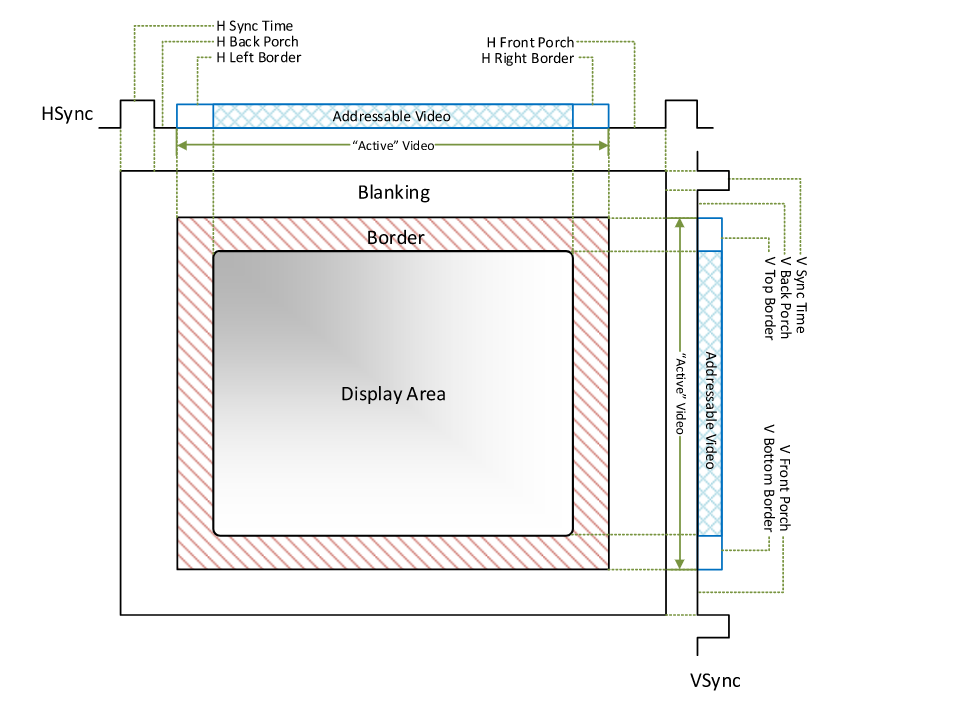 H Sync Time
H Back Porch
H Left Border
H Front Porch
H Right Border
HSync
Addressable Video
“Active” Video
Blanking
Border
Display Area
V Sync Time
V Back Porch
V Top Border
“Active” Video
Addressable Video
V Front Porch
V Bottom Border
VSync